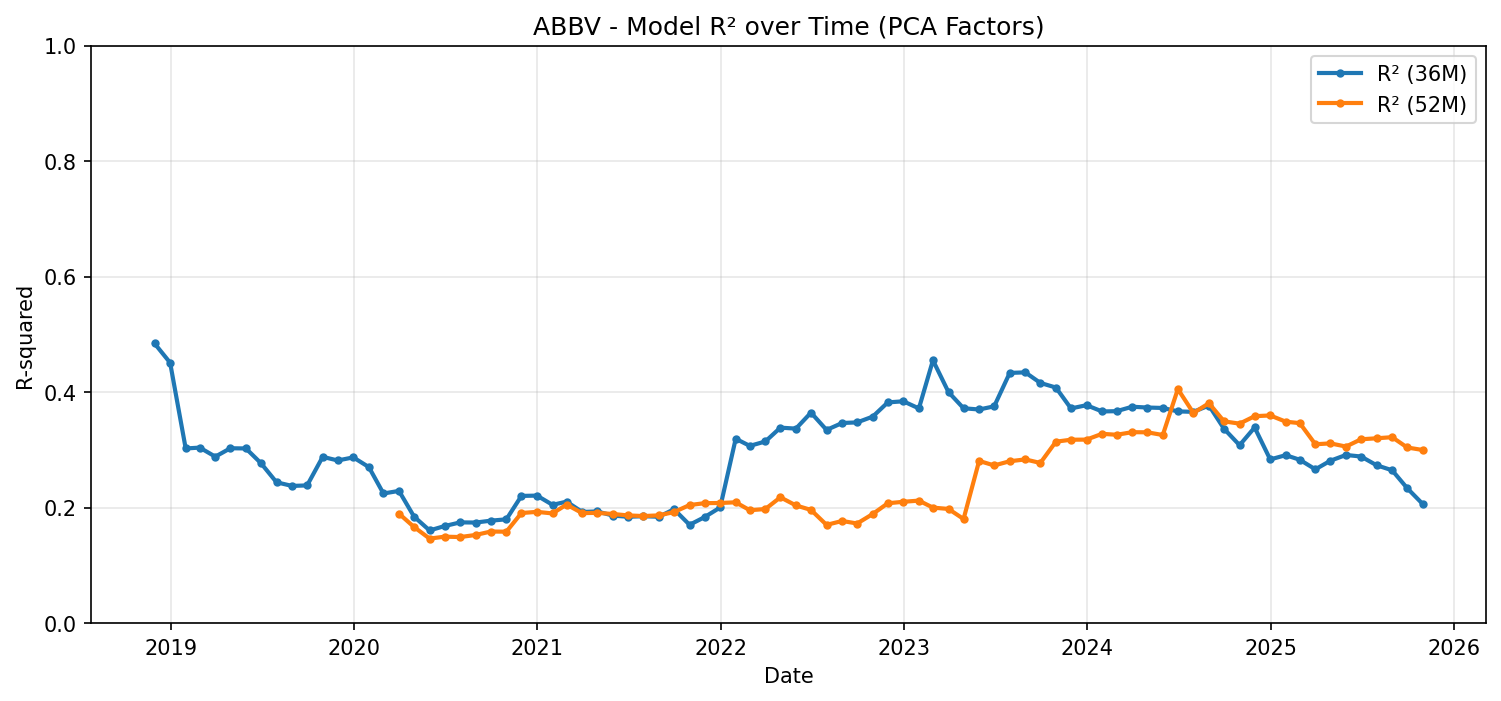 ABBV - Model R² over Time (PCA Factors)
R² (36M)
R² (52M)
R-squared
1.0
0.8
0.6
0.4
0.2
0.0
2019 2020 2021 2022 2023 2024 2025 2026
Date